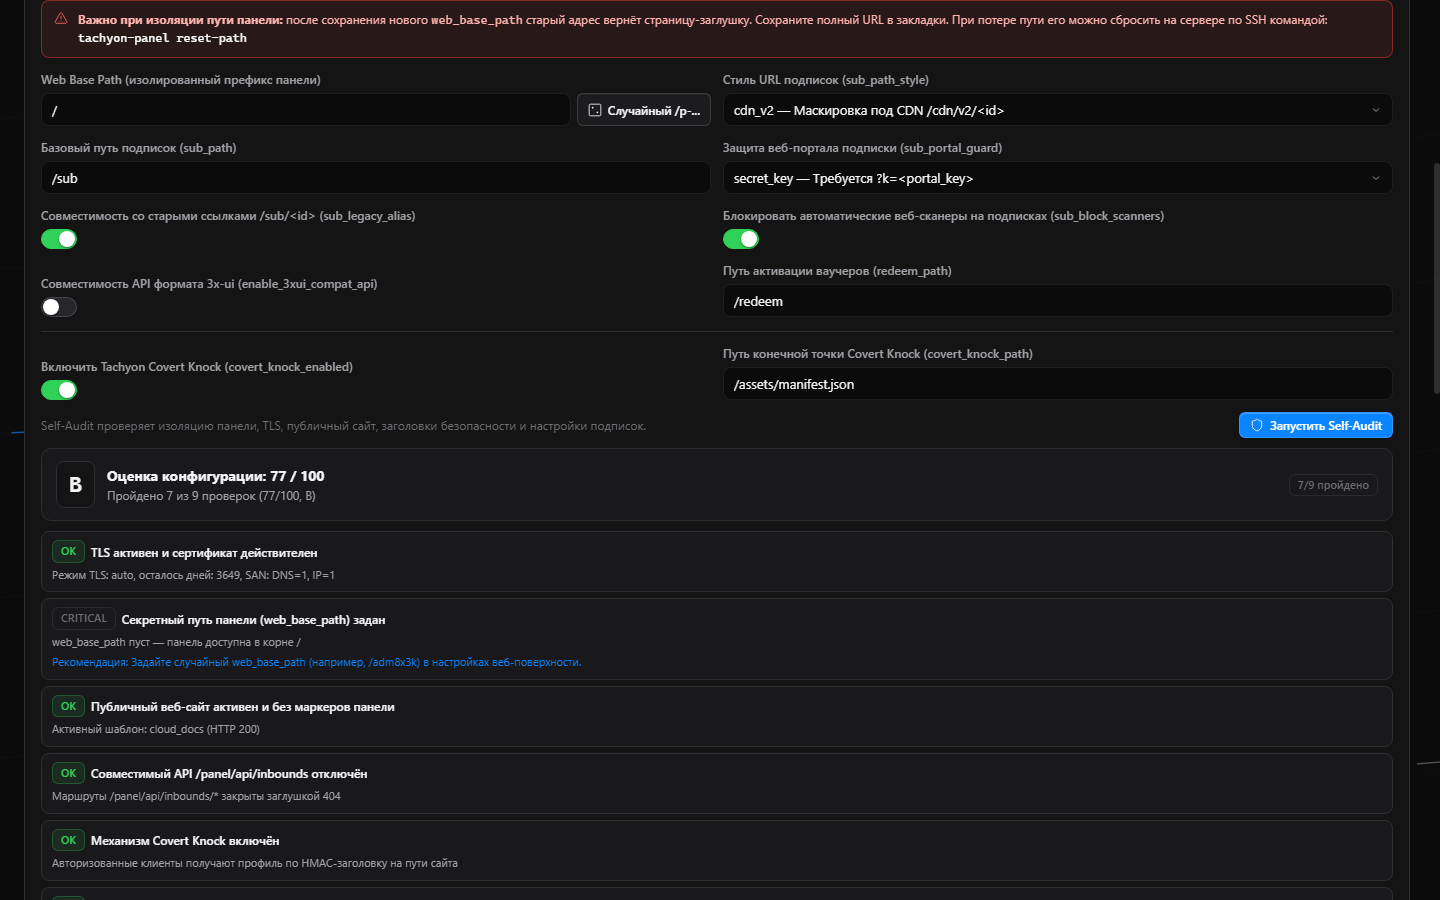 Важно при изоляции пути панели: после сохранения нового web_base_path старый адрес вернёт страницу-заглушку. Сохраните полный URL в закладки. При потере пути его можно сбросить на сервере по SSH командой:
tachyon-panel reset-path
Web Base Path (изолированный префикс панели)
/
Случайный /p-...
Стиль URL подписок (sub_path_style)
cdn_v2 — Маскировка под CDN /cdn/v2/<id>
Базовый путь подписок (sub_path)
/sub
Защита веб-портала подписки (sub_portal_guard)
secret_key — Требуется ?k=<portal_key>
Совместимость со старыми ссылками /sub/<id> (sub_legacy_alias)
Блокировать автоматические веб-сканеры на подписках (sub_block_scanners)
Совместимость API формата 3x-ui (enable_3xui_compat_api)
Путь активации ваучеров (redeem_path)
/redeem
Включить Tachyon Covert Knock (covert_knock_enabled)
Путь конечной точки Covert Knock (covert_knock_path)
/assets/manifest.json
Self-Audit проверяет изоляцию панели, TLS, публичный сайт, заголовки безопасности и настройки подписок.
Запустить Self-Audit
B
Оценка конфигурации: 77 / 100
Пройдено 7 из 9 проверок (77/100, B)
7/9 пройдено
OK TLS активен и сертификат действителен
Режим TLS: auto, осталось дней: 3649, SAN: DNS=1, IP=1
CRITICAL Секретный путь панели (web_base_path) задан
web_base_path пуст — панель доступна в корне /
Рекомендация: Задайте случайный web_base_path (например, /adm8x3k) в настройках веб-поверхности.
OK Публичный веб-сайт активен и без маркеров панели
Активный шаблон: cloud_docs (HTTP 200)
OK Совместимый API /panel/api/inbounds отключён
Маршруты /panel/api/inbounds/* закрыты заглушкой 404
OK Механизм Covert Knock включён
Авторизованные клиенты получают профиль по HMAC-заголовку на пути сайта